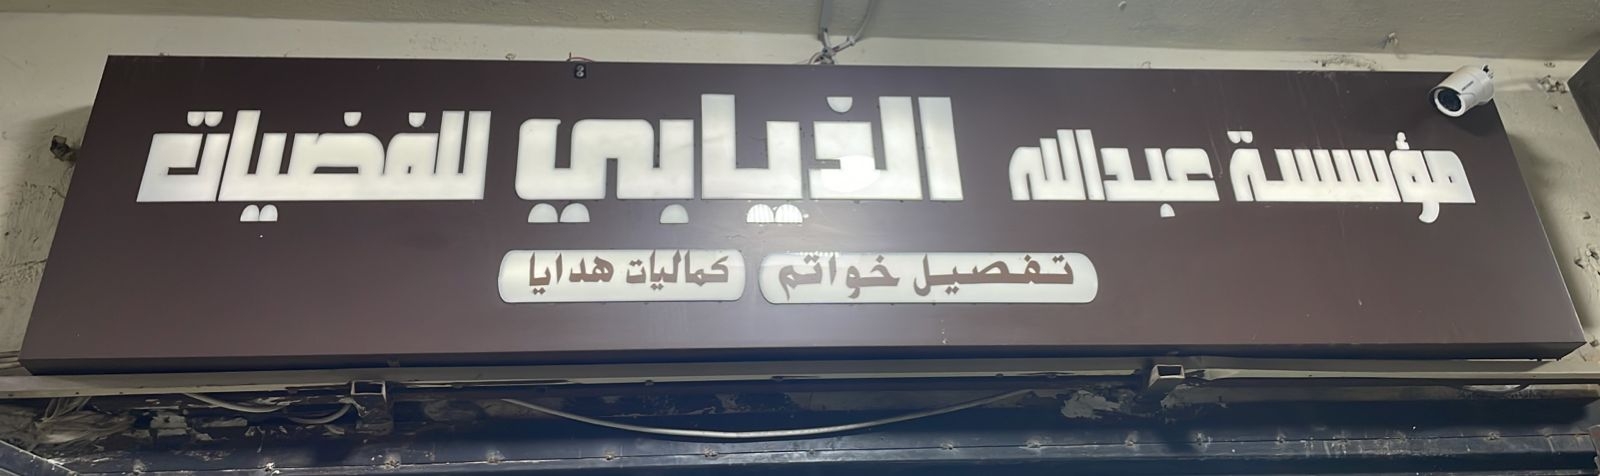 مؤسسة عبدالله الذيابي للفضيات
تفصيل خواتم كماليات هدايا